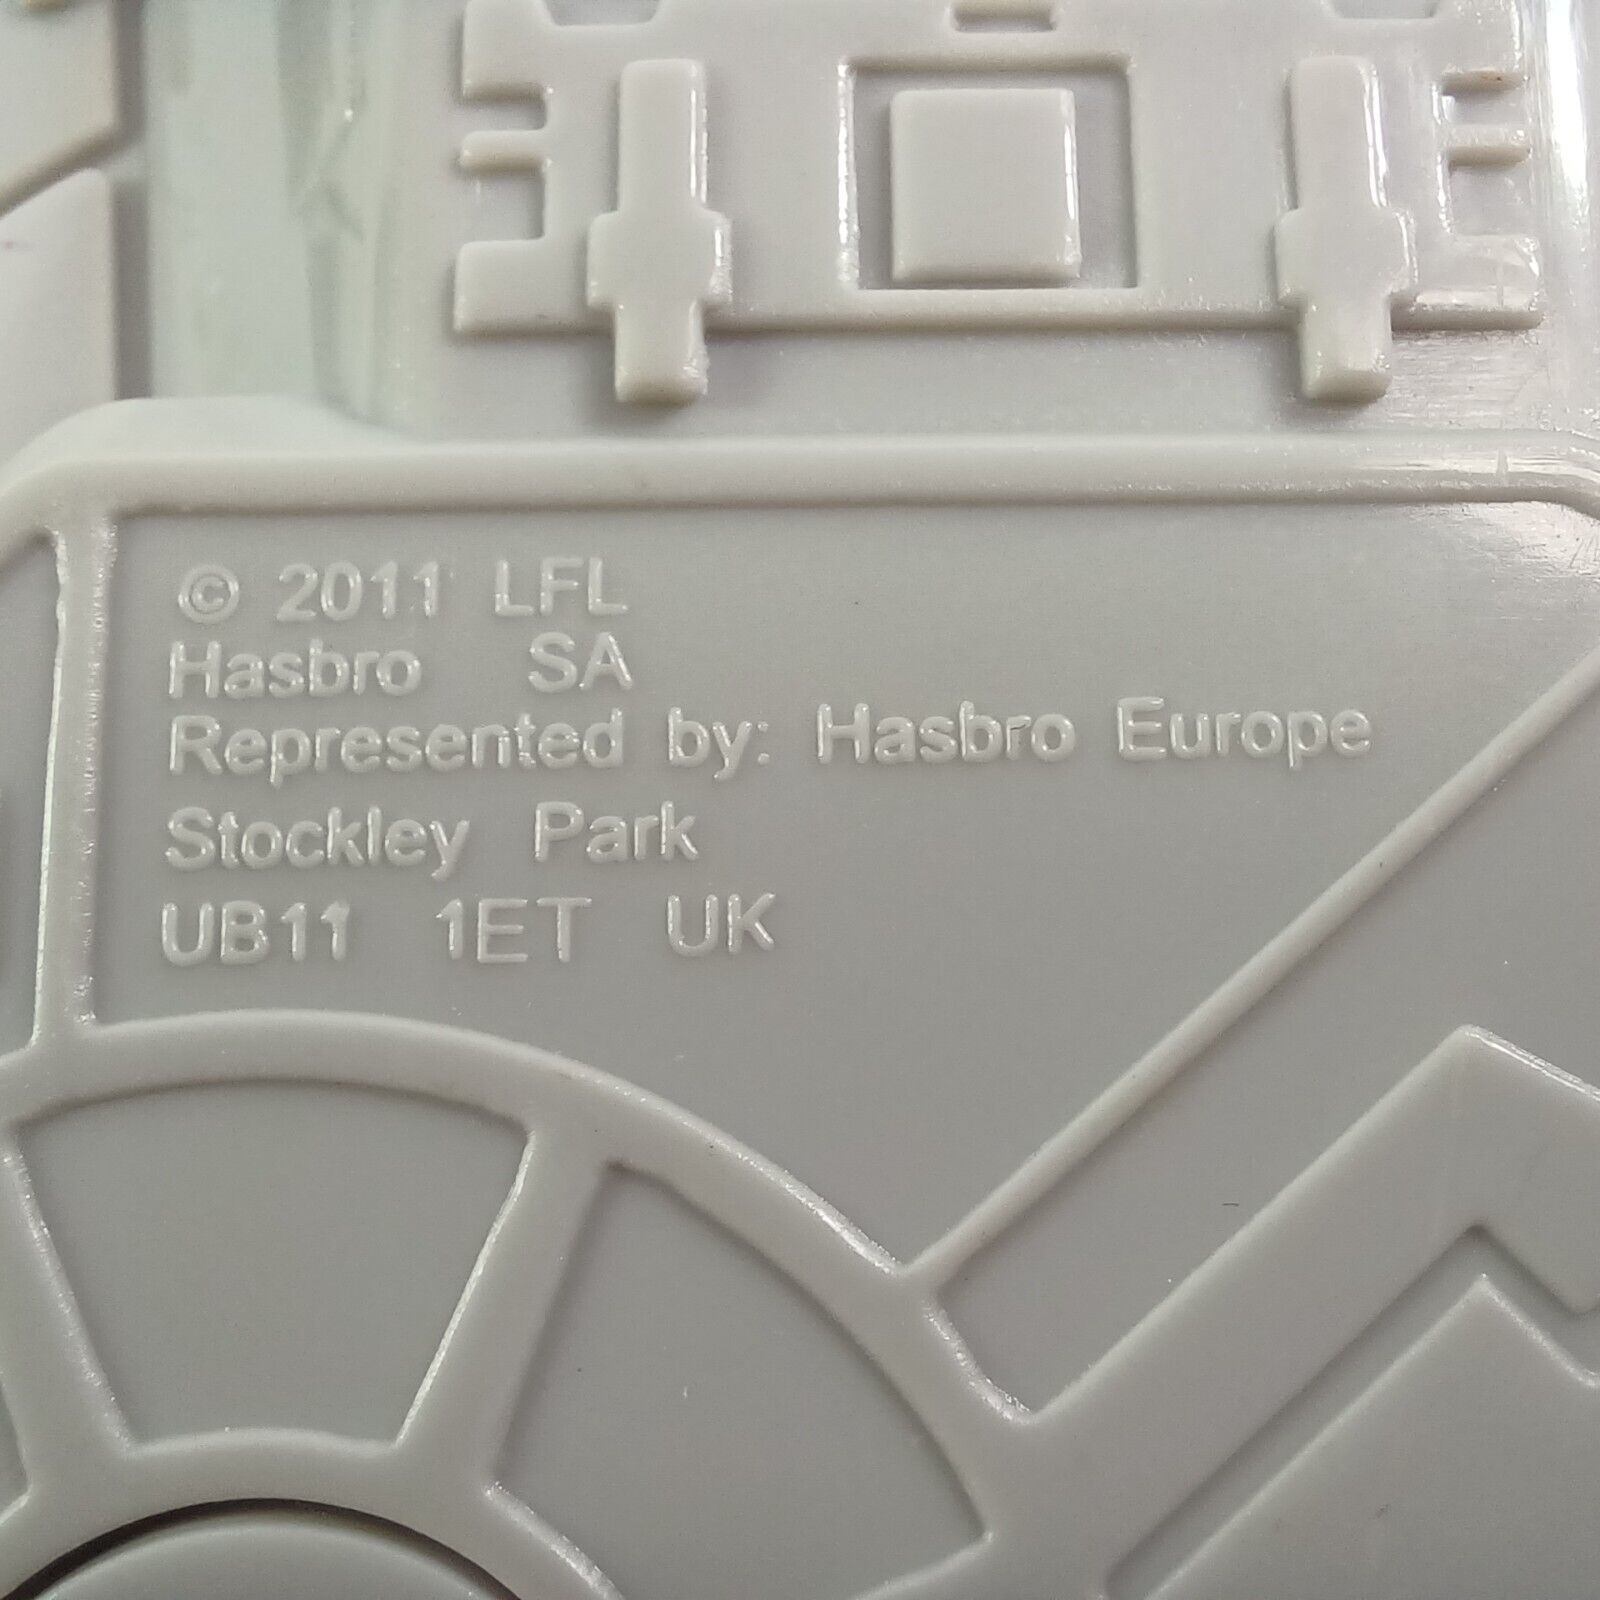 © 2011 LFL
Hasbro SA
Represented by: Hasbro Europe
Stockley Park
UB11 1ET UK